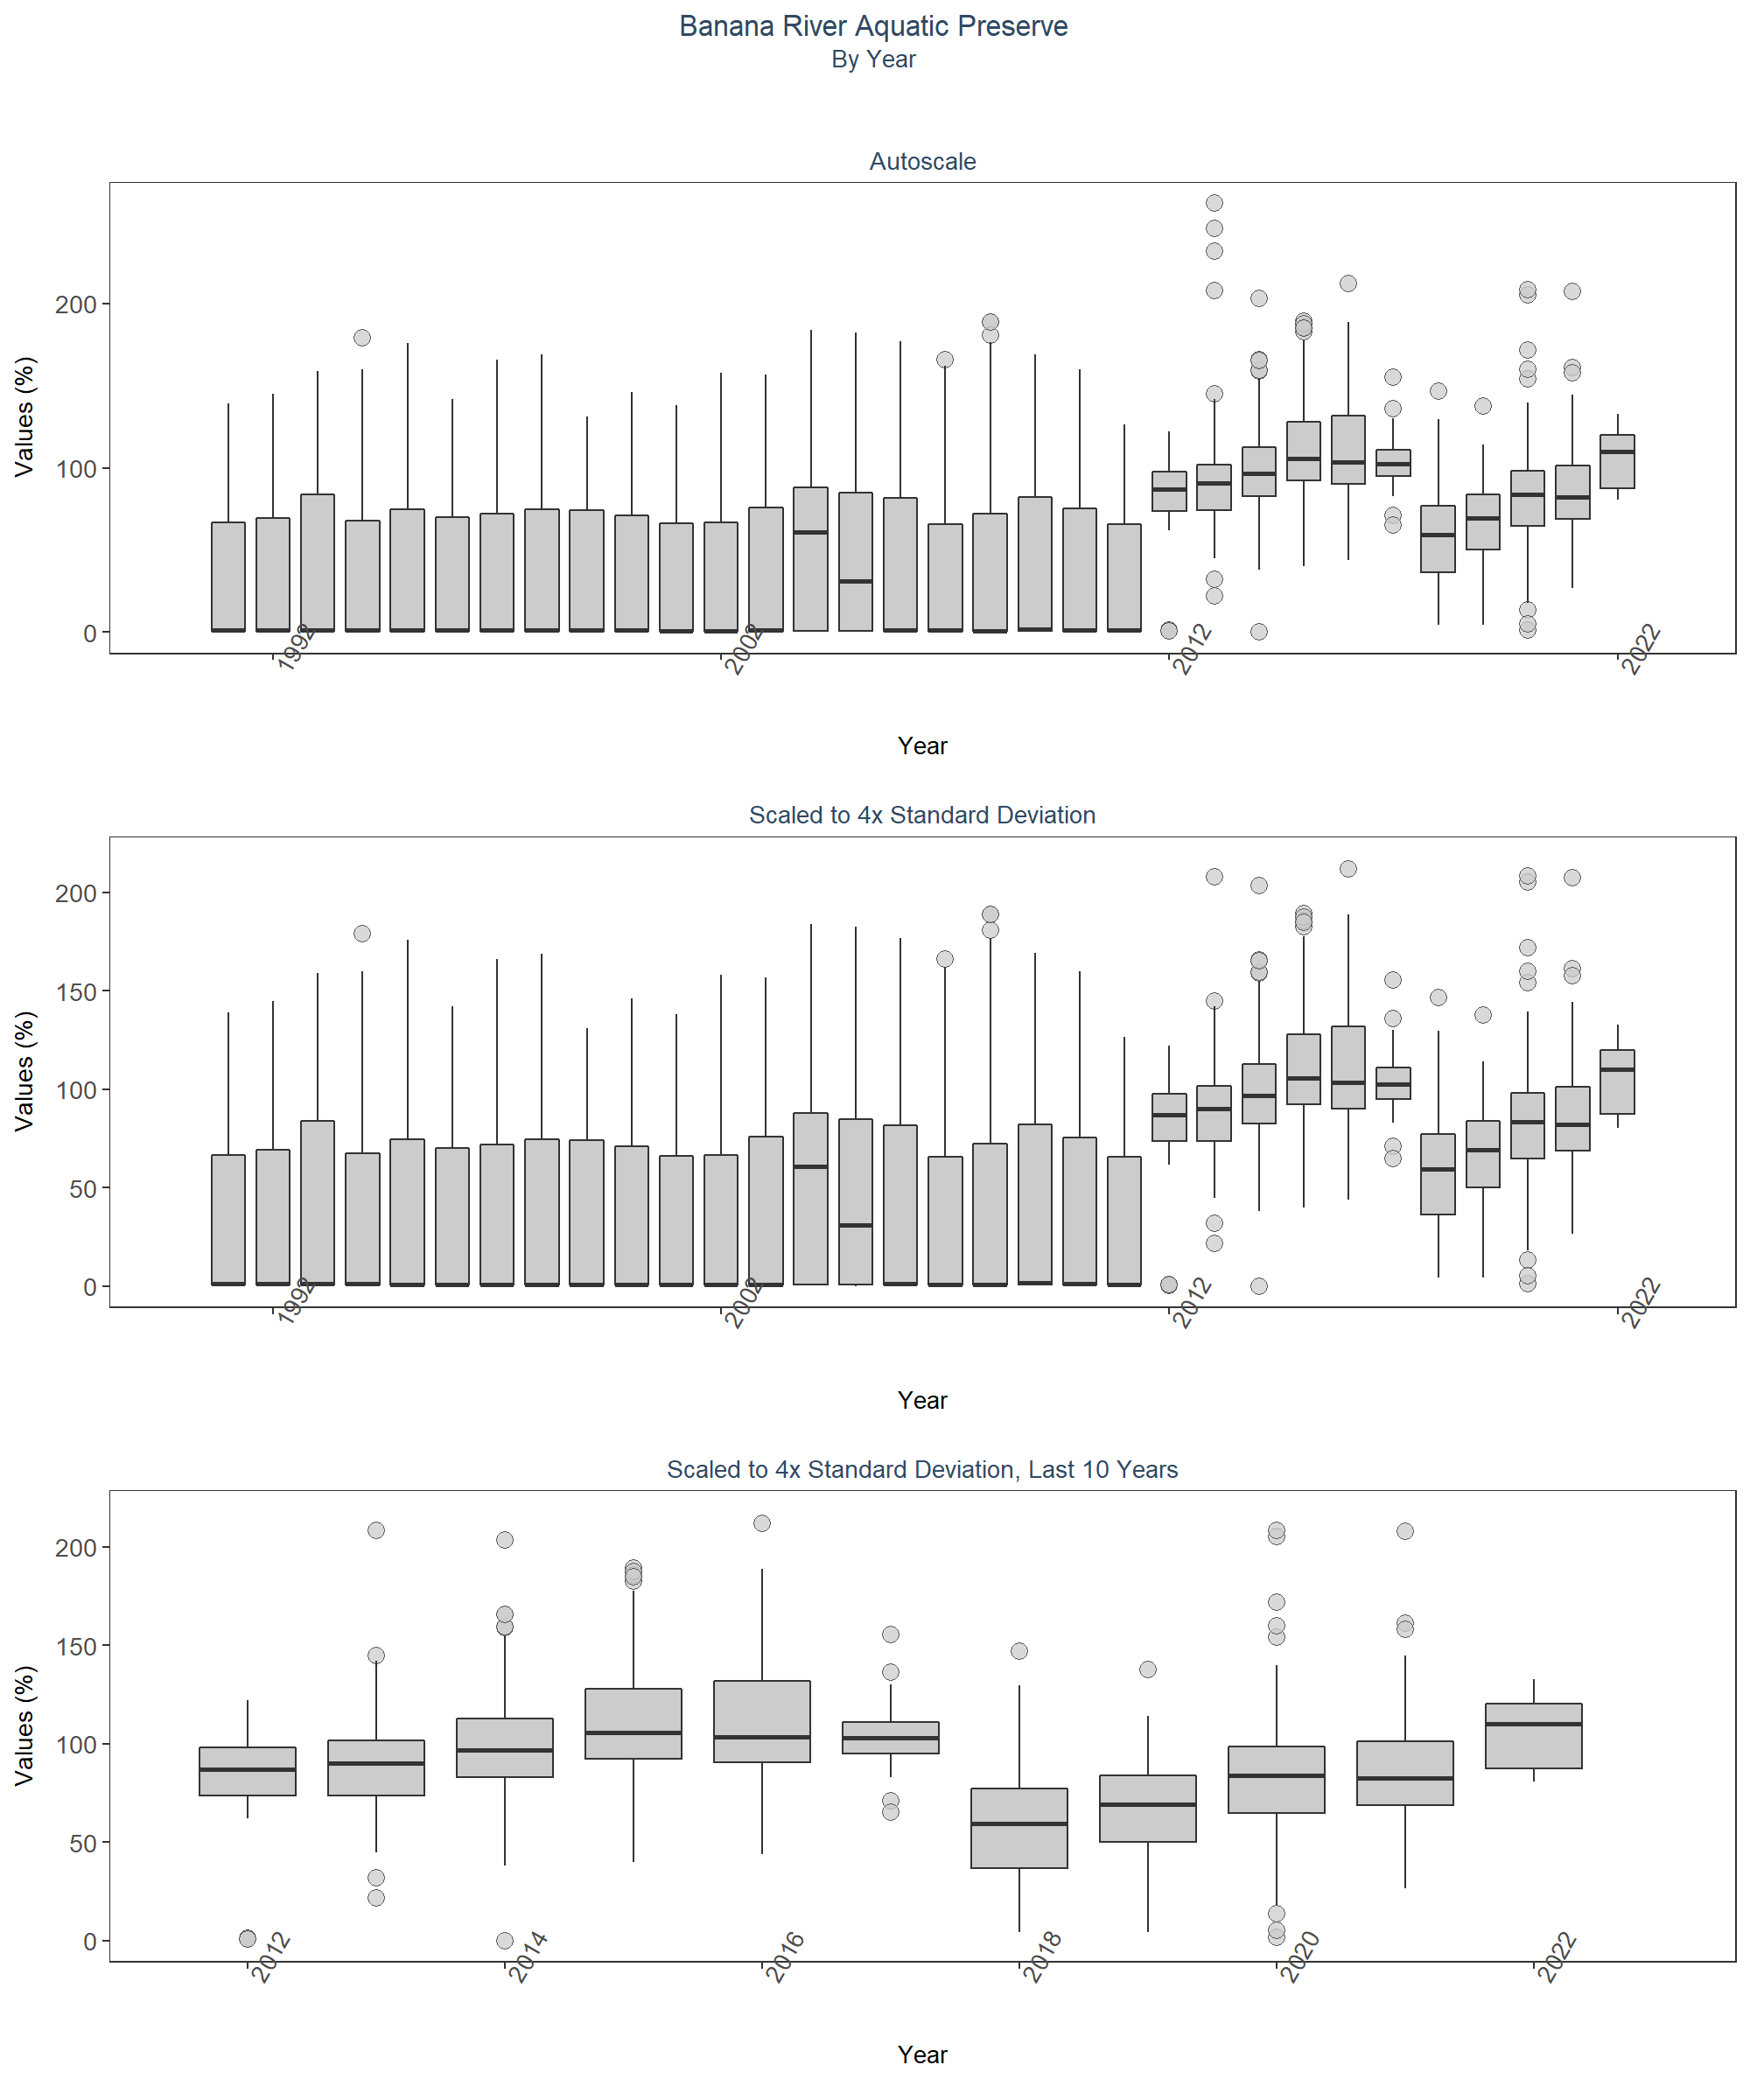 Banana River Aquatic Preserve
By Year
Autoscale
Values (%)
200
100
0
1992
2002
2012
2022
Year
Scaled to 4x Standard Deviation
Values (%)
200
150
100
50
0
1992
2002
2012
2022
Year
Scaled to 4x Standard Deviation, Last 10 Years
Values (%)
200
150
100
50
0
2012
2014
2016
2018
2020
2022
Year